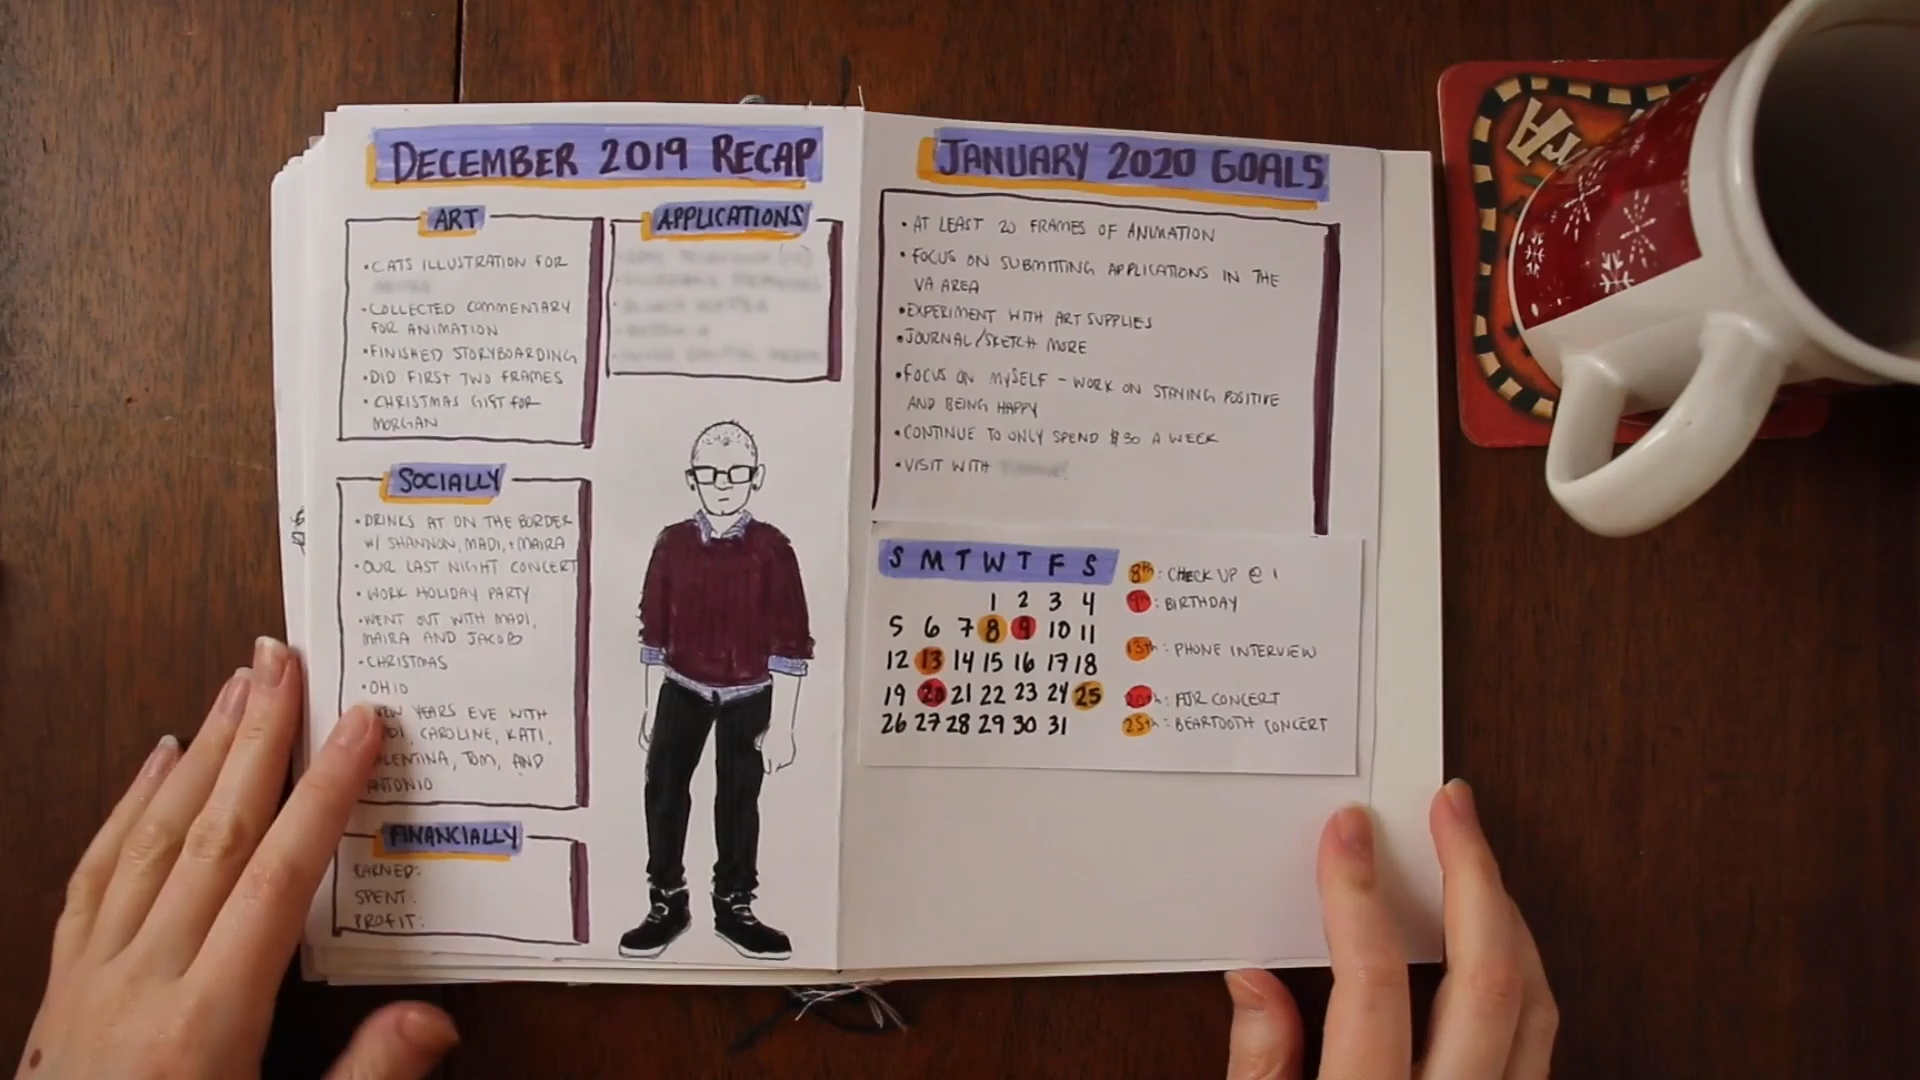 DECEMBER 2019 RECAP
ART
• CATS ILLUSTRATION FOR
• COLLECTED COMMENTARY
FOR ANIMATION
• FINISHED STORYBOARDING
• DID FIRST TWO FRAMES
• CHRISTMAS GIFT FOR
MORGAN
APPLICATIONS
SOCIALLY
• DRINKS AT ON THE BORDER
W/ SHANNON, MADI, + MAIRA
• OUR LAST NIGHT CONCERT
• WORK HOLIDAY PARTY
• WENT OUT WITH MADI,
MAIRA AND JACOB
• CHRISTMAS
• OHIO
NEW YEARS EVE WITH
CAROLINE, KATI,
ALENTINA, TOM, AND
ANTONIO
FINANCIALLY
EARNED:
SPENT:
PROFIT:
JANUARY 2020 GOALS
• AT LEAST 20 FRAMES OF ANIMATION
• FOCUS ON SUBMITTING APPLICATIONS IN THE
VA AREA
• EXPERIMENT WITH ART SUPPLIES
• JOURNAL/SKETCH MORE
• FOCUS ON MYSELF - WORK ON STAYING POSITIVE
AND BEING HAPPY
• CONTINUE TO ONLY SPEND $30 A WEEK
• VISIT WITH
S M T W T F S
1 2 3 4
5 6 7 8 9 10 11
12 13 14 15 16 17 18
19 20 21 22 23 24 25
26 27 28 29 30 31
8th: CHECK UP @ 1
9th: BIRTHDAY
13th: PHONE INTERVIEW
20th: CONCERT
25th: BEARTOOTH CONCERT